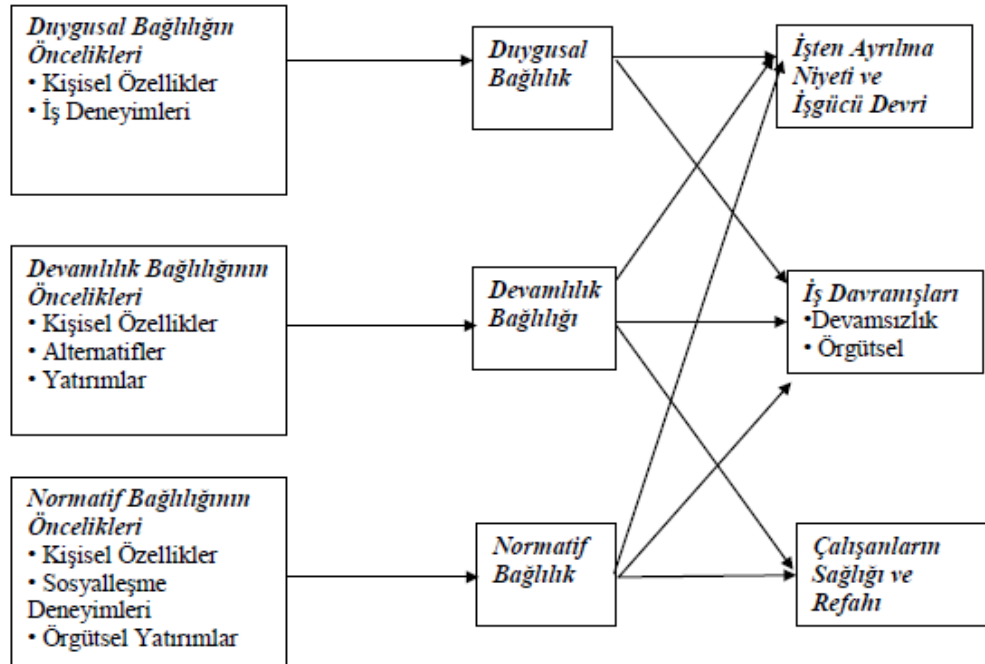 Duygusal Bağlılığın
Öncelikleri
• Kişisel Özellikler
• İş Deneyimleri
Duygusal
Bağlılık
İşten Ayrılma
Niyeti ve
İşgücü Devri
Devamlılık Bağlılığının
Öncelikleri
• Kişisel Özellikler
• Alternatifler
• Yatırımlar
Devamlılık
Bağlılığı
İş Davranışları
•Devamsızlık
• Örgütsel
Normatif Bağlılığının
Öncelikleri
• Kişisel Özellikler
• Sosyalleşme
Deneyimleri
• Örgütsel Yatırımlar
Normatif
Bağlılık
Çalışanların
Sağlığı ve
Refahı